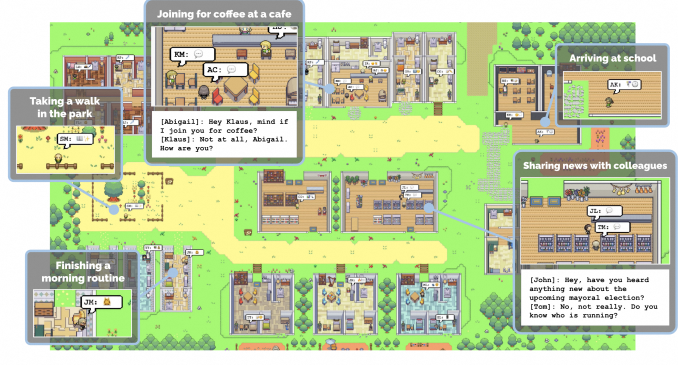 Joining for coffee at a cafe
KM:
AC:
[Abigail]: Hey Klaus, mind if
I join you for coffee?
[Klaus]: Not at all, Abigail.
How are you?
Arriving at school
AK:
Taking a walk
in the park
SM:
Sharing news with colleagues
JL:
TM:
[John]: Hey, have you heard
anything new about the
upcoming mayoral election?
[Tom]: No, not really. Do you
know who is running?
Finishing a
morning routine
JM: